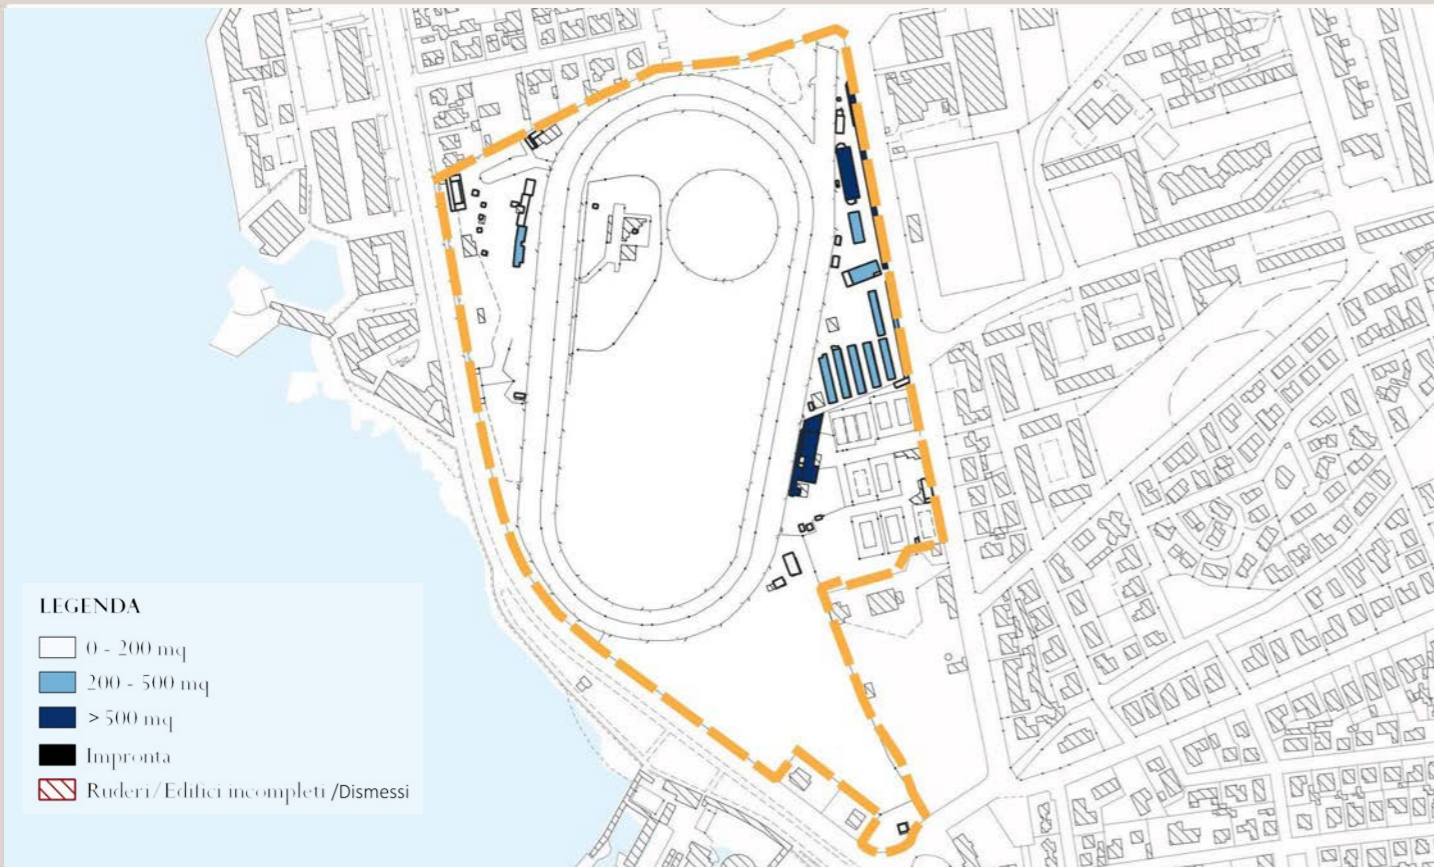 LEGENDA
0 - 200 mq
200 - 500 mq
> 500 mq
Impronta
Ruderi/Edifici incompleti /Dismessi